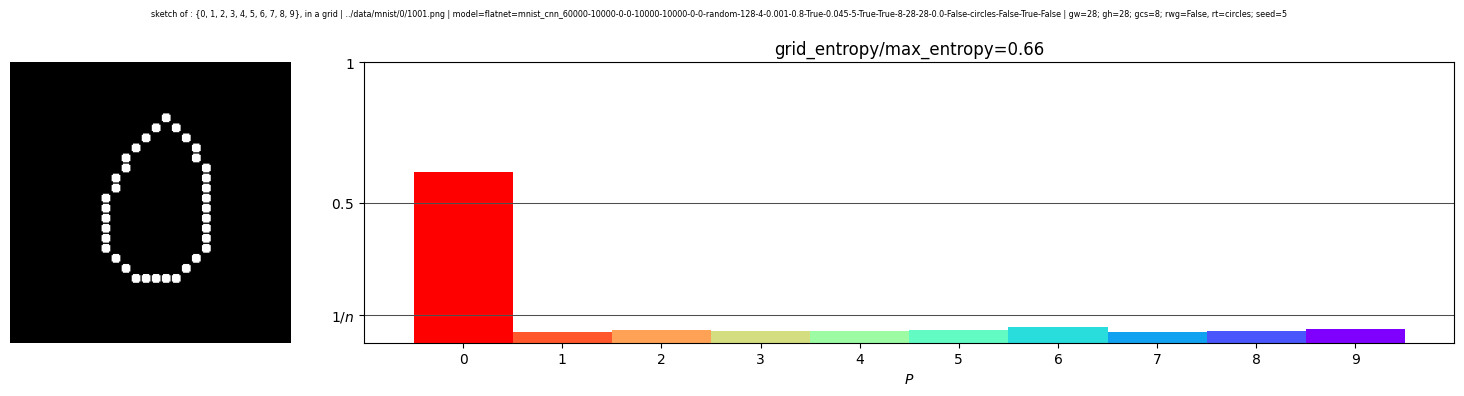 sketch of : {0, 1, 2, 3, 4, 5, 6, 7, 8, 9}, in a grid | ../data/mnist/0/1001.png | model=flatnet=mnist_cnn_60000-10000-0-0-10000-10000-0-0-random-128-4-0.001-0.8-True-0.045-5-True-True-8-28-28-0.0-False-circles-False-True-False | gw=28; gh=28; gcs=8; rwg=False, rt=circles; seed=5
grid_entropy/max_entropy=0.66
1
0.5
1/n
0 1 2 3 4 5 6 7 8 9
P